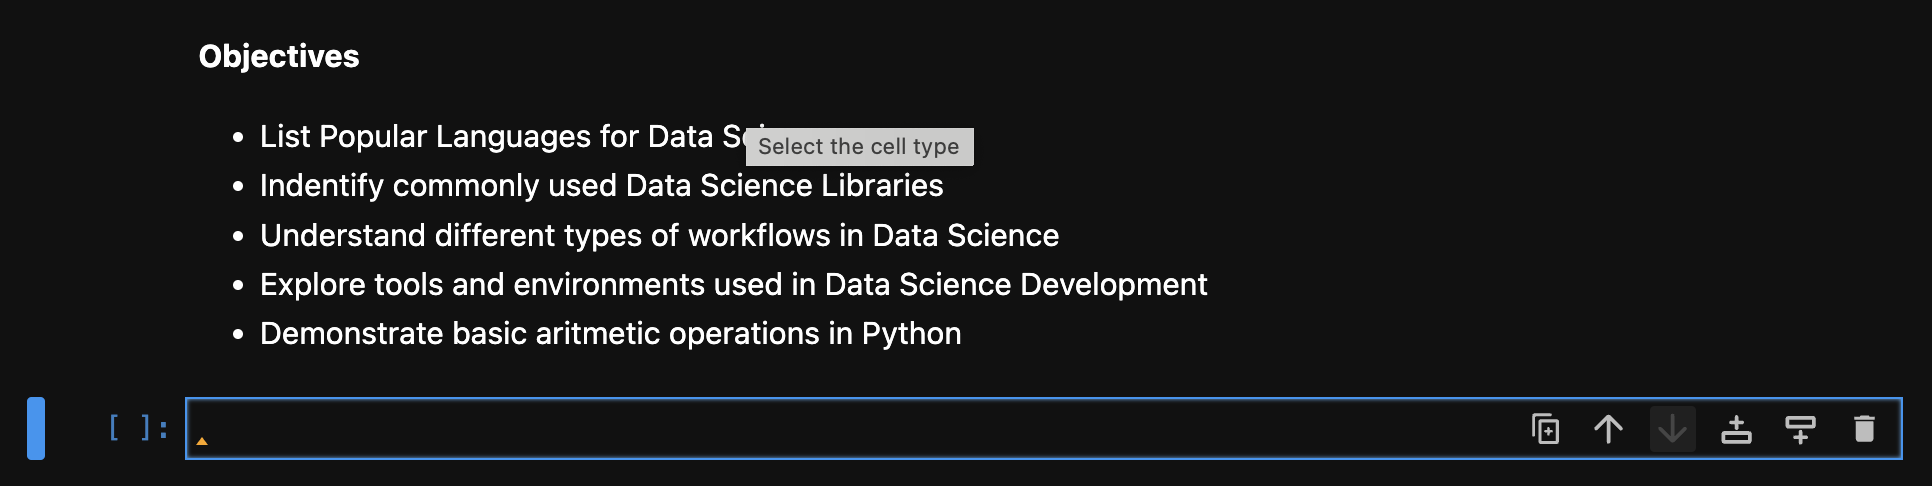 Objectives
• List Popular Languages for Data
Select the cell type
• Indentify commonly used Data Science Libraries
• Understand different types of workflows in Data Science
• Explore tools and environments used in Data Science Development
• Demonstrate basic aritmetic operations in Python
[ ]: